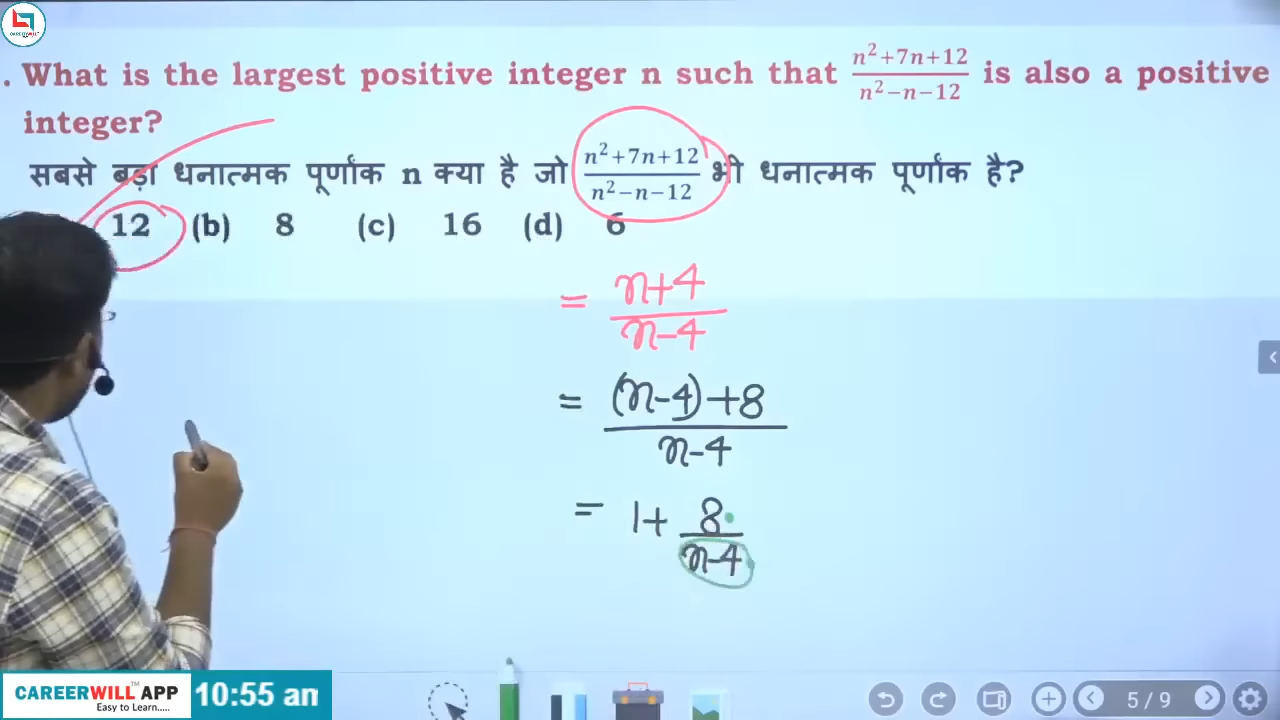 CAREERWILL
. What is the largest positive integer n such that n²+7n+12/n²−n−12 is also a positive
integer?
सबसे बड़ा धनात्मक पूर्णांक n क्या है जो n²+7n+12/n²−n−12 भी धनात्मक पूर्णांक है?
12 (b) 8 (c) 16 (d) 6
= n+4/n-4
= (n-4)+8/n-4
= 1+ 8/n-4
CAREERWILL™ APP
Easy to Learn.....
10:55 am
5 / 9